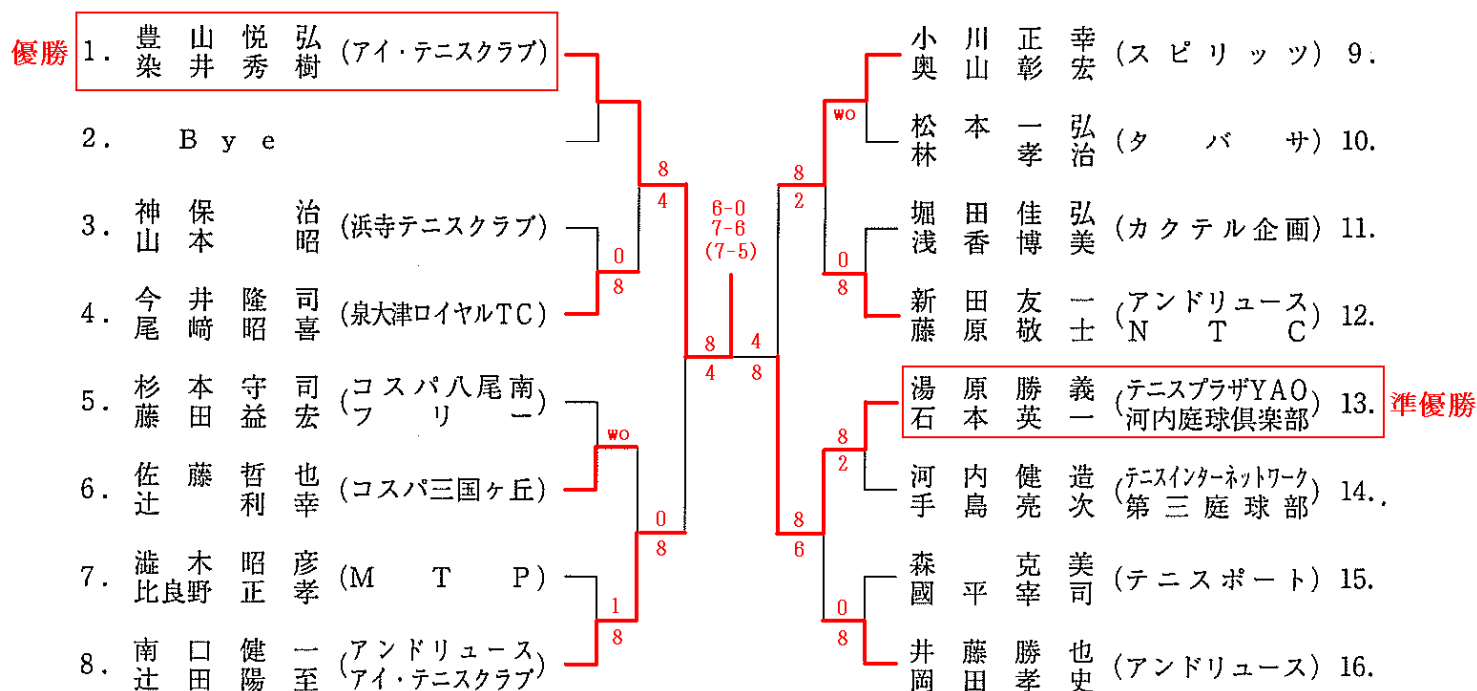 優勝
1. 豊山悦弘 (アイ・テニスクラブ)
染井秀樹
2. Bye
3. 神保治 (浜寺テニスクラブ)
山本昭
4. 今井隆司 (泉大津ロイヤルTC)
尾﨑昭喜
5. 杉本守司 (コスパ八尾南
藤田益宏 フリー)
6. 佐藤哲也 (コスパ三国ヶ丘)
辻利幸
7. 澁木昭彦 (MTP)
比良野正孝
8. 南口健一 (アンドリュース
辻田陽至 アイ・テニスクラブ)
8
4
0
8
wo
0
8
1
8
8
4
6-0
7-6
(7-5)
4
8
wo
8
2
0
8
8
2
8
6
0
8
小川正幸 (スピリッツ) 9.
奥山彰宏
松本一弘 (タバサ) 10.
林孝治
堀田佳弘 (カクテル企画) 11.
浅香博美
新田友一 (アンドリュース 12.
藤原敬士 NTC)
湯原勝義 (テニスプラザYAO 13.
石本英一 河内庭球倶楽部)
準優勝
河内健造 (テニスインターネットワーク 14.
手島亮次 第三庭球部)
森克美 (テニスポート) 15.
國平宰司
井藤勝也 (アンドリュース) 16.
岡田孝史